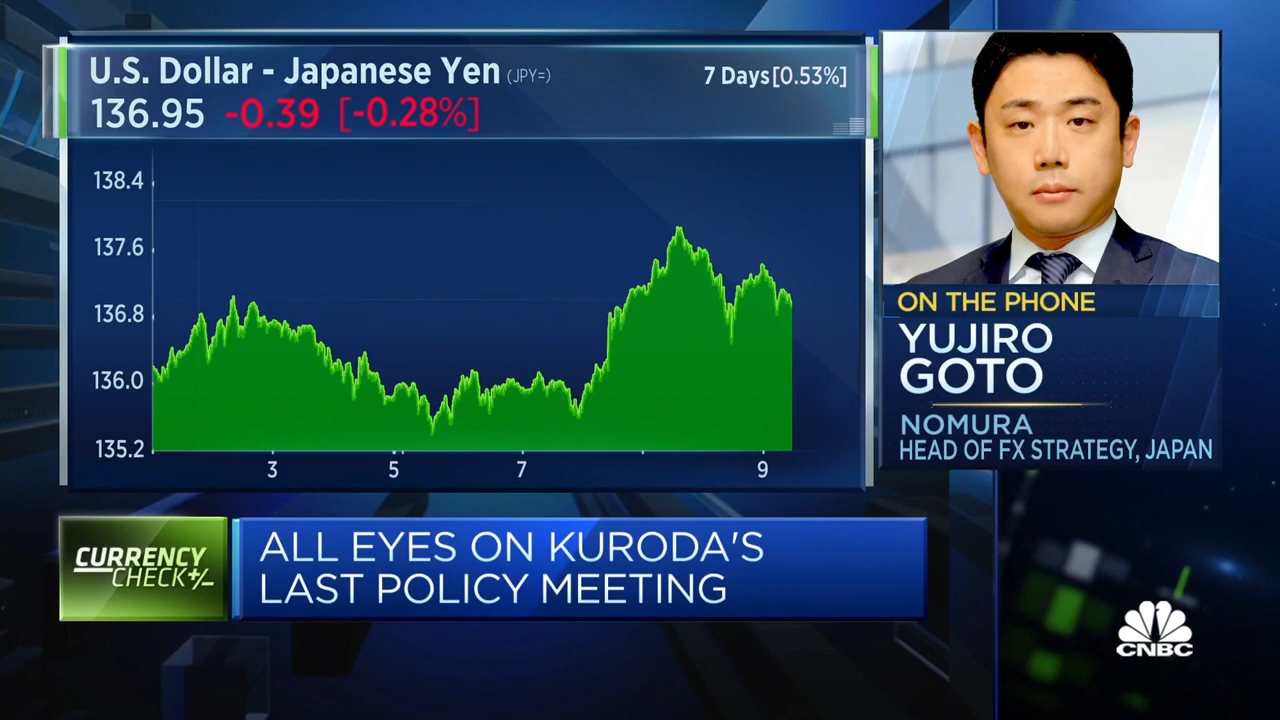 U.S. Dollar - Japanese Yen (JPY=)
7 Days[0.53%]
136.95 -0.39 [-0.28%]
138.4
137.6
136.8
136.0
135.2
3 5 7 9
ON THE PHONE
YUJIRO
GOTO
NOMURA
HEAD OF FX STRATEGY, JAPAN
CURRENCY
CHECK+/-
ALL EYES ON KURODA'S
LAST POLICY MEETING
CNBC